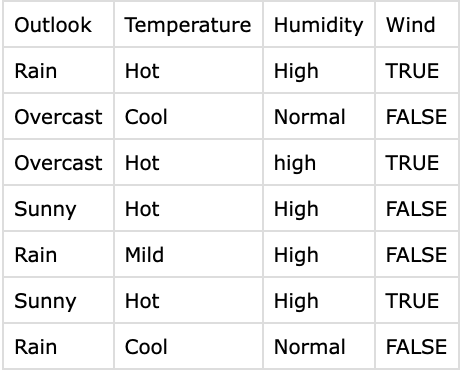 Outlook Temperature Humidity Wind
Rain Hot High TRUE
Overcast Cool Normal FALSE
Overcast Hot high TRUE
Sunny Hot High FALSE
Rain Mild High FALSE
Sunny Hot High TRUE
Rain Cool Normal FALSE